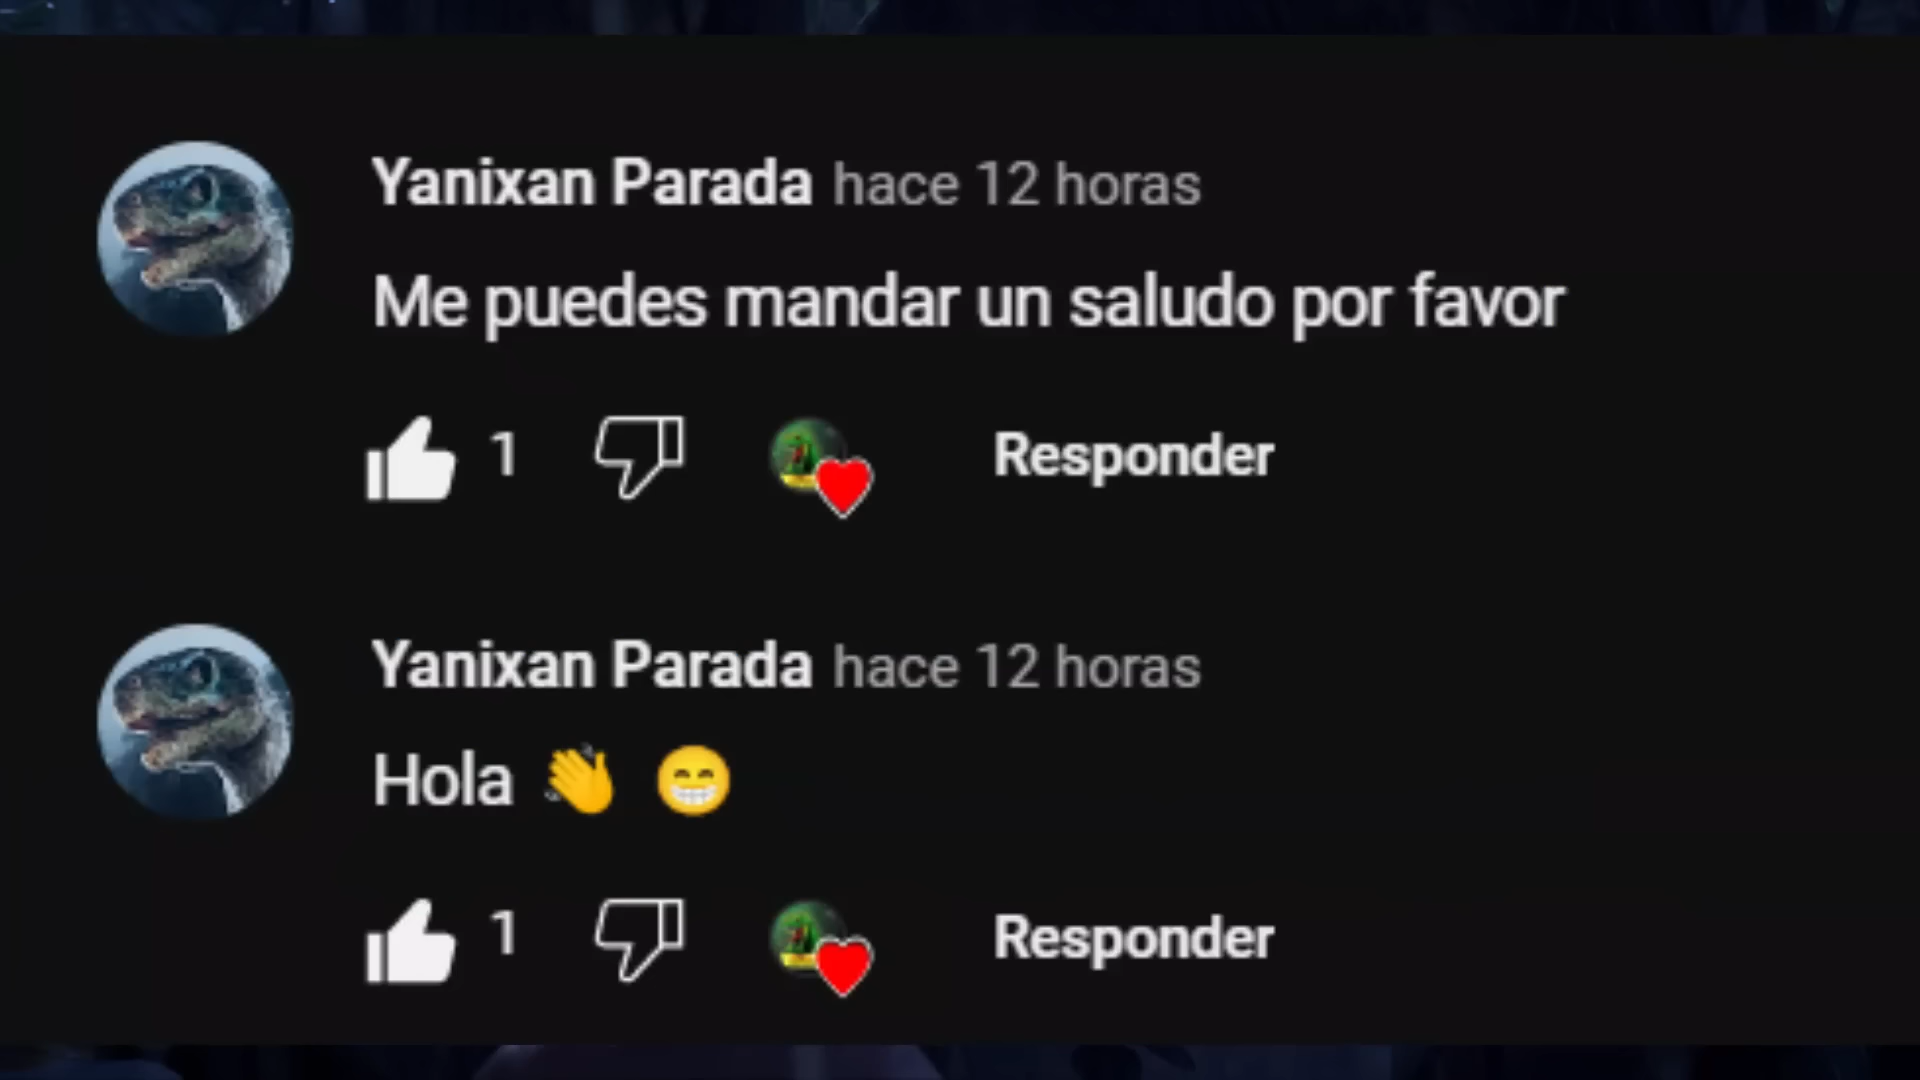 Yanixan Parada hace 12 horas
Me puedes mandar un saludo por favor
1 Responder
Yanixan Parada hace 12 horas
Hola 👋 😁
1 Responder